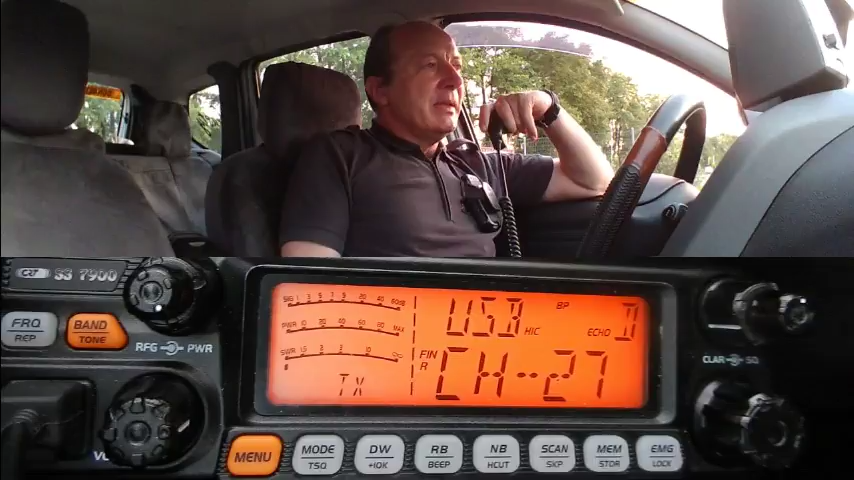 CRT SS 7900
FRQ
REP
BAND
TONE
RFG PWR
SIG 1 3 5 7 9 20 40 60dB
PWR 10 20 40 60 MAX
SWR 1.5 2 3 10 ∞
TX
USB HIC BP ECHO
FIN
R
CH--27
CLAR SQ
MENU
MODE
TSQ
DW
+10K
RB
BEEP
NB
HCUT
SCAN
SKP
MEM
STOR
EMG
LOCK